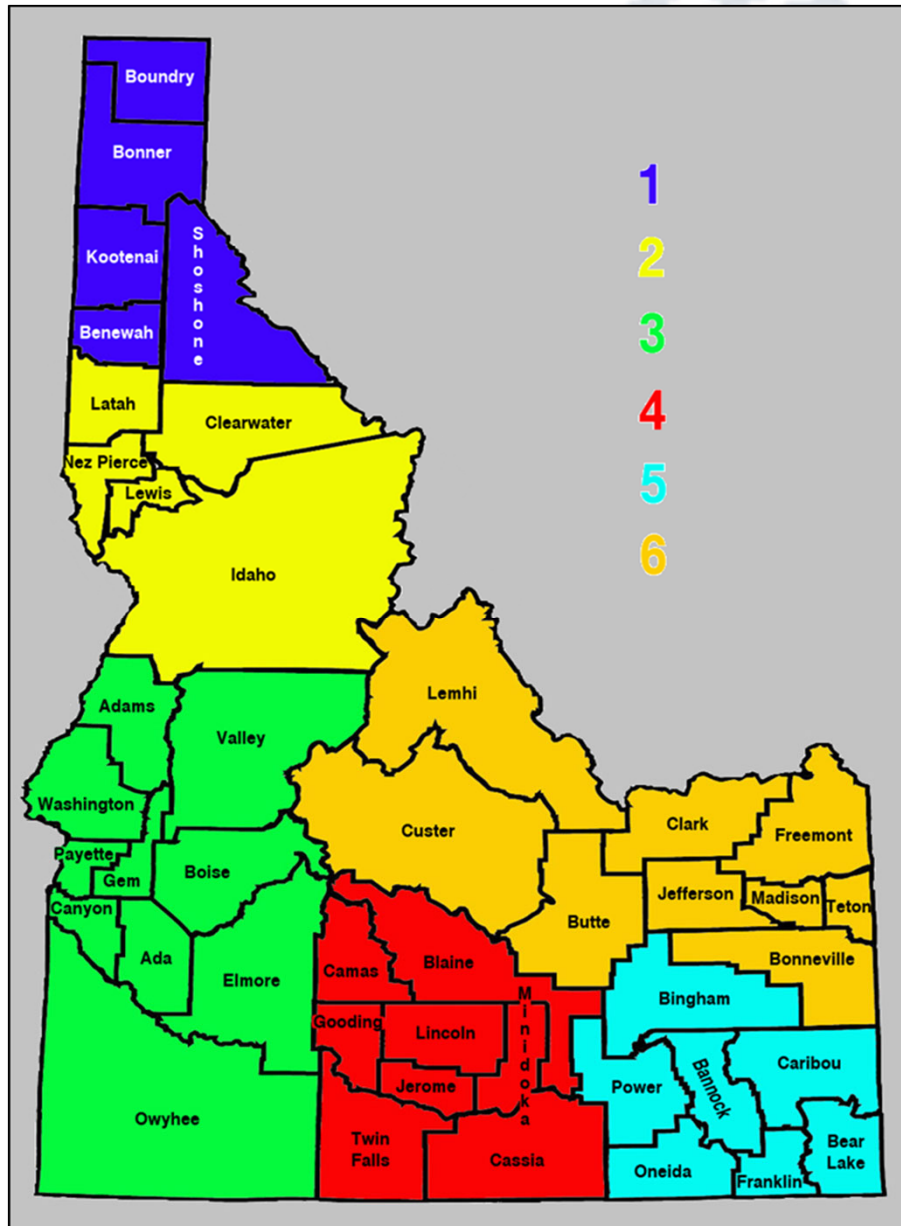 Boundry
Bonner
1
Shoshone
2
Kootenai
Benewah
3
Latah
4
Clearwater
Nez Pierce
5
Lewis
6
Idaho
Lemhi
Adams
Valley
Washington
Custer
Clark
Freemont
Payette
Gem
Boise
Jefferson
Madison
Teton
Canyon
Butte
Ada
Elmore
Camas
Blaine
Bonneville
Bingham
Minidoka
Gooding
Lincoln
Caribou
Jerome
Power
Bannock
Owyhee
Twin
Falls
Cassia
Oneida
Franklin
Bear
Lake